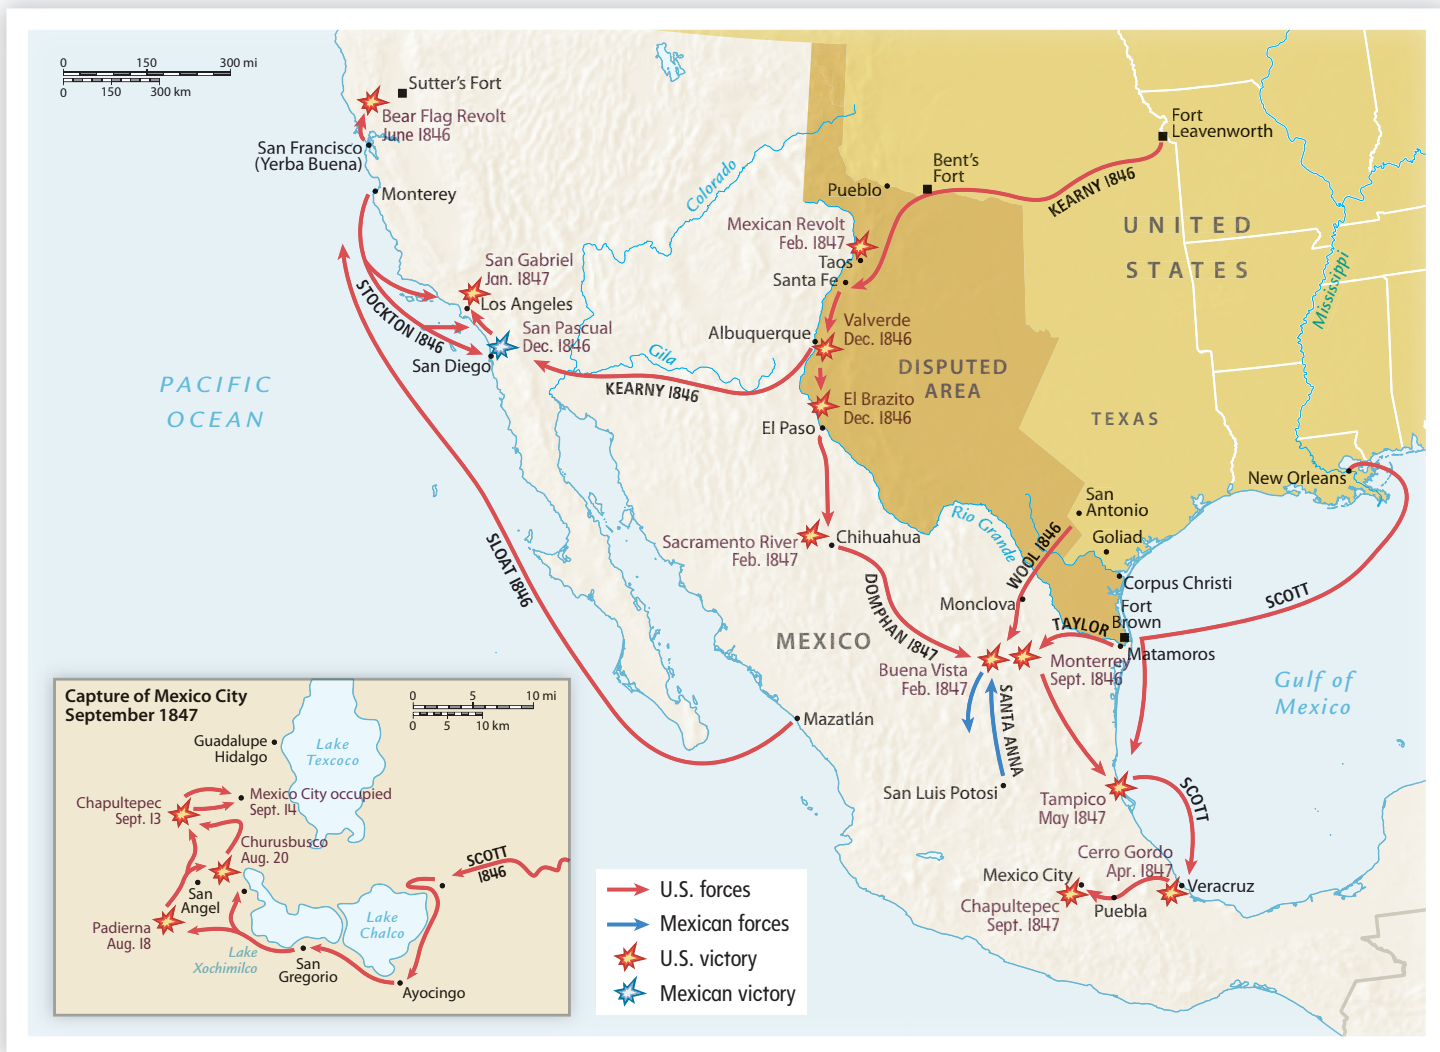 0 150 300 mi
0 150 300 km
Sutter's Fort
Bear Flag Revolt
June 1846
San Francisco
(Yerba Buena)
Monterey
Colorado
Fort
Leavenworth
Bent's
Fort
Pueblo
KEARNY 1846
UNITED
STATES
Mississippi
Mexican Revolt
Feb. 1847
Taos
Santa Fe
San Gabriel
Jan. 1847
Los Angeles
STOCKTON 1846
San Pascual
Dec. 1846
San Diego
Albuquerque
Valverde
Dec. 1846
Gila
KEARNY 1846
DISPUTED
AREA
PACIFIC
OCEAN
El Brazito
Dec. 1846
El Paso
TEXAS
New Orleans
San
Antonio
Rio Grande
Goliad
WOOL 1846
Sacramento River
Feb. 1847
Chihuahua
SLOAT 1846
DOMPHAN 1847
Monclova
Corpus Christi
Fort
Brown
TAYLOR
SCOTT
Matamoros
MEXICO
Buena Vista
Feb. 1847
Monterrey
Sept. 1846
Gulf of
Mexico
SANTA ANNA
Mazatlán
San Luis Potosi
Tampico
May 1847
SCOTT
Cerro Gordo
Apr. 1847
Mexico City
Veracruz
Puebla
Chapultepec
Sept. 1847
Capture of Mexico City
September 1847
0 5 10 mi
0 5 10 km
Guadalupe
Hidalgo
Lake
Texcoco
Chapultepec
Sept. 13
Mexico City occupied
Sept. 14
Churusbusco
Aug. 20
SCOTT
1846
San
Angel
Padierna
Aug. 18
Lake
Chalco
Lake
Xochimilco
San
Gregorio
Ayocingo
U.S. forces
Mexican forces
U.S. victory
Mexican victory